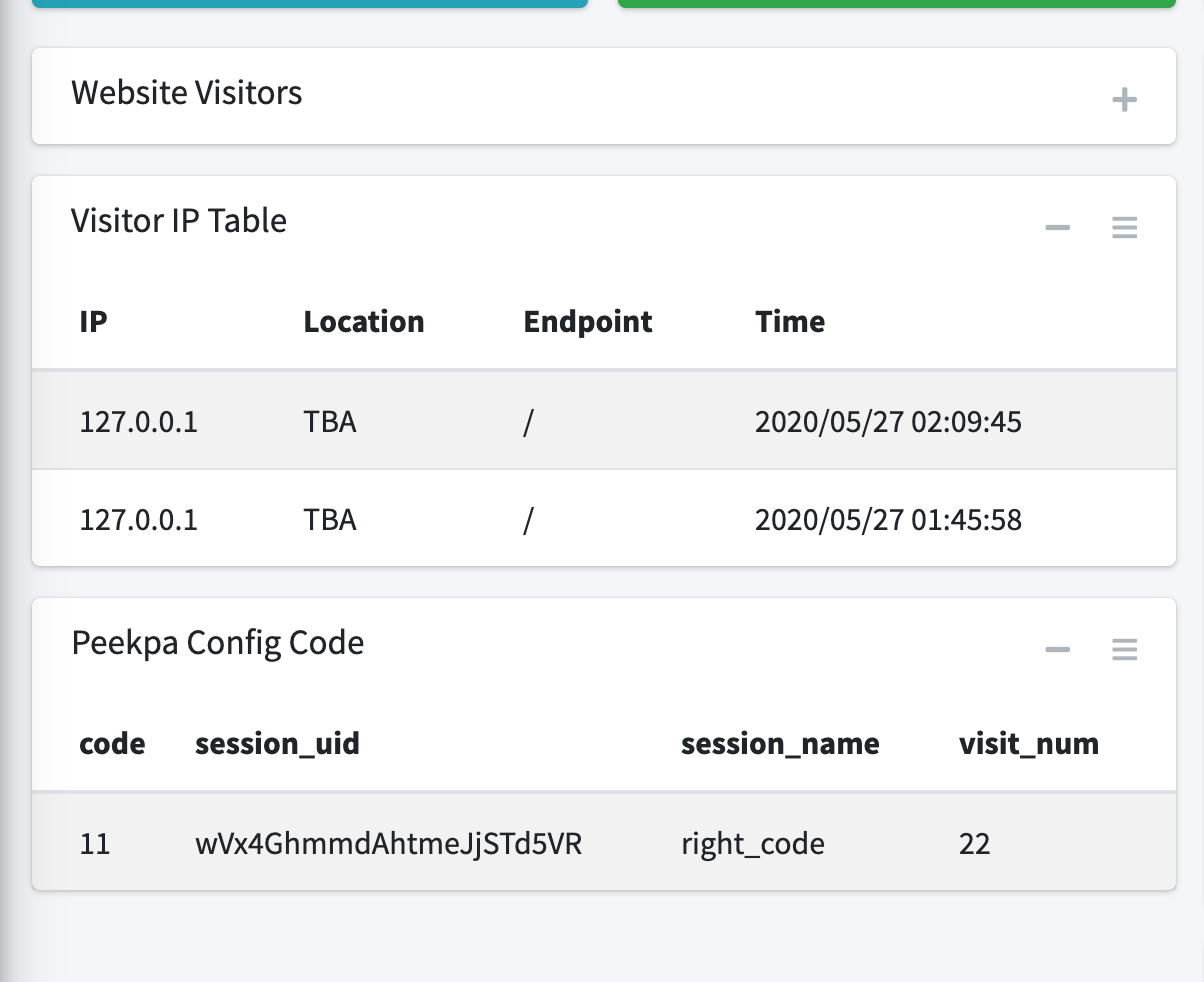 Website Visitors
Visitor IP Table
IP Location Endpoint Time
127.0.0.1 TBA / 2020/05/27 02:09:45
127.0.0.1 TBA / 2020/05/27 01:45:58
Peekpa Config Code
code session_uid session_name visit_num
11 wVx4GhmmdAhtmeJjSTd5VR right_code 22